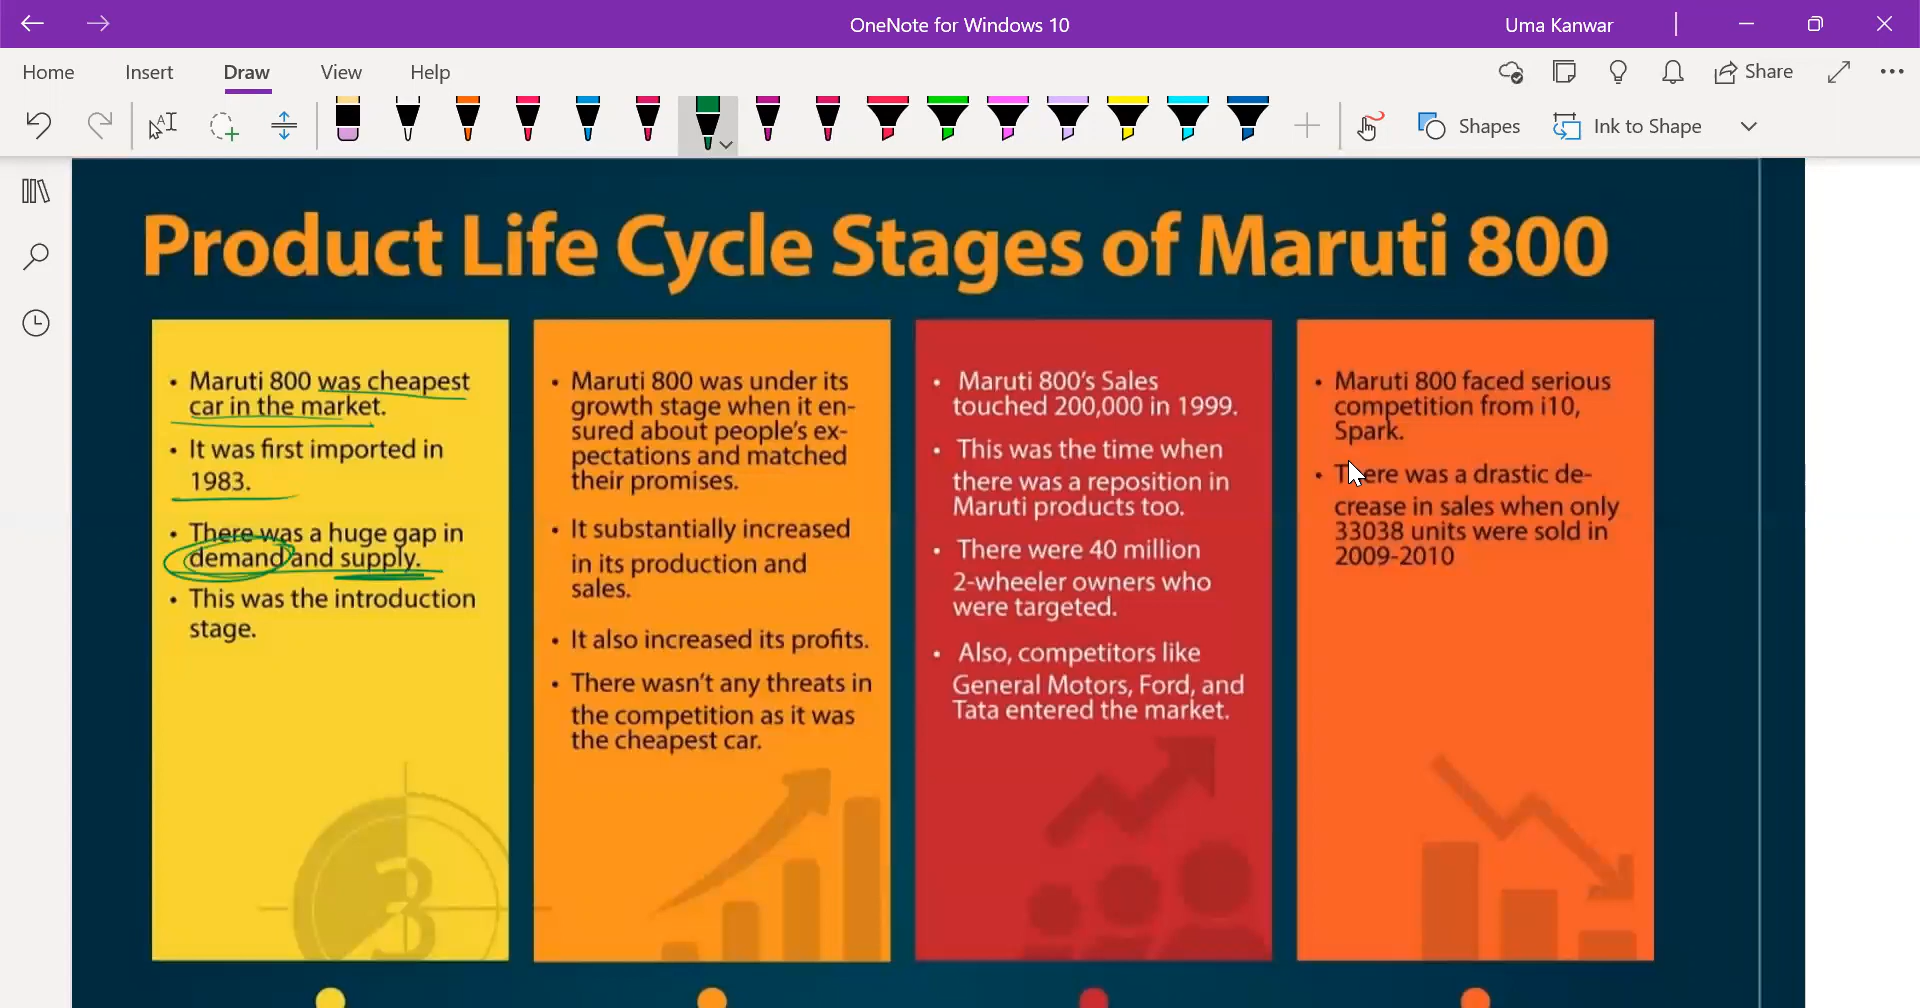 OneNote for Windows 10
Uma Kanwar
Home Insert Draw View Help
Share
Shapes
Ink to Shape
Product Life Cycle Stages of Maruti 800
• Maruti 800 was cheapest
car in the market.
• It was first imported in
1983.
• There was a huge gap in
demand and supply.
• This was the introduction
stage.
• Maruti 800 was under its
growth stage when it en-
sured about people's ex-
pectations and matched
their promises.
• It substantially increased
in its production and
sales.
• It also increased its profits.
• There wasn't any threats in
the competition as it was
the cheapest car.
• Maruti 800's Sales
touched 200,000 in 1999.
• This was the time when
there was a reposition in
Maruti products too.
• There were 40 million
2-wheeler owners who
were targeted.
• Also, competitors like
General Motors, Ford, and
Tata entered the market.
• Maruti 800 faced serious
competition from i10,
Spark.
• There was a drastic de-
crease in sales when only
33038 units were sold in
2009-2010
3